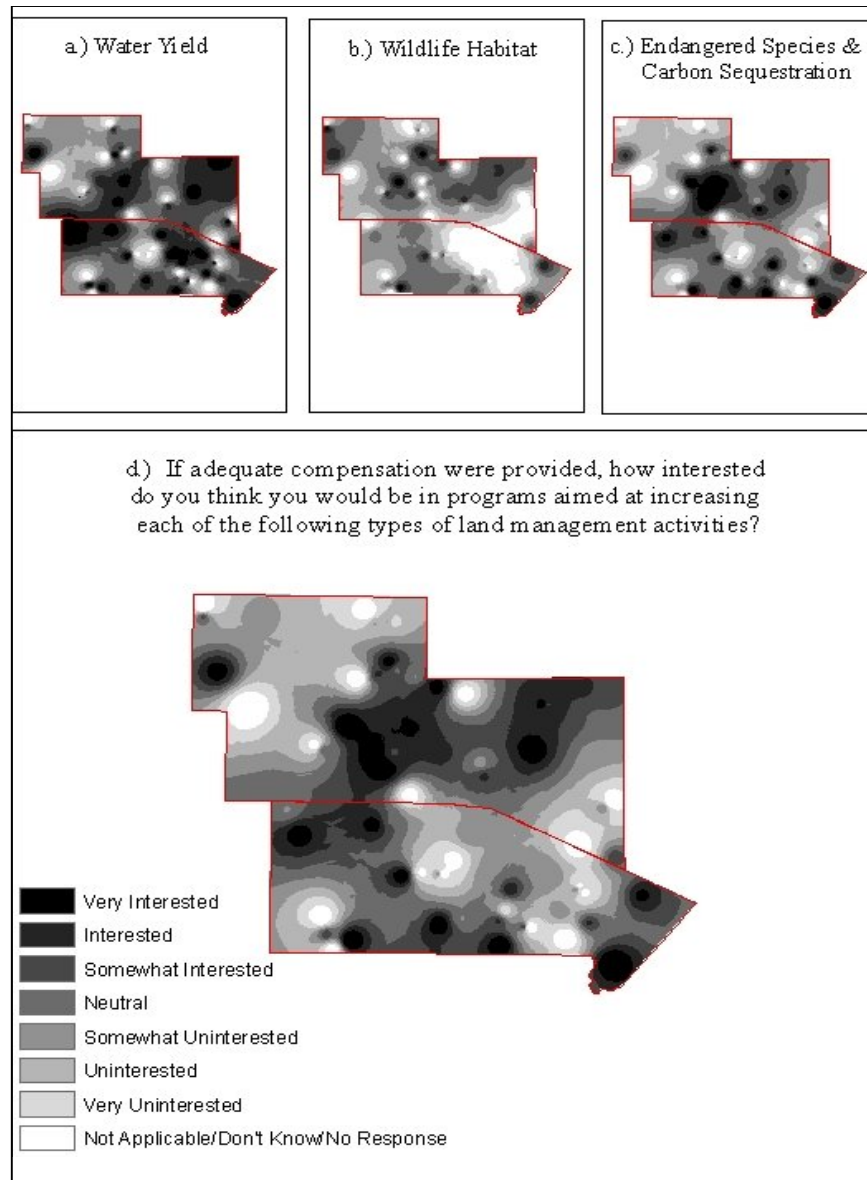 a.) Water Yield
b.) Wildlife Habitat
c.) Endangered Species &
Carbon Sequestration
d.) If adequate compensation were provided, how interested
do you think you would be in programs aimed at increasing
each of the following types of land management activities?
Very Interested
Interested
Somewhat Interested
Neutral
Somewhat Uninterested
Uninterested
Very Uninterested
Not Applicable/Don't Know/No Response